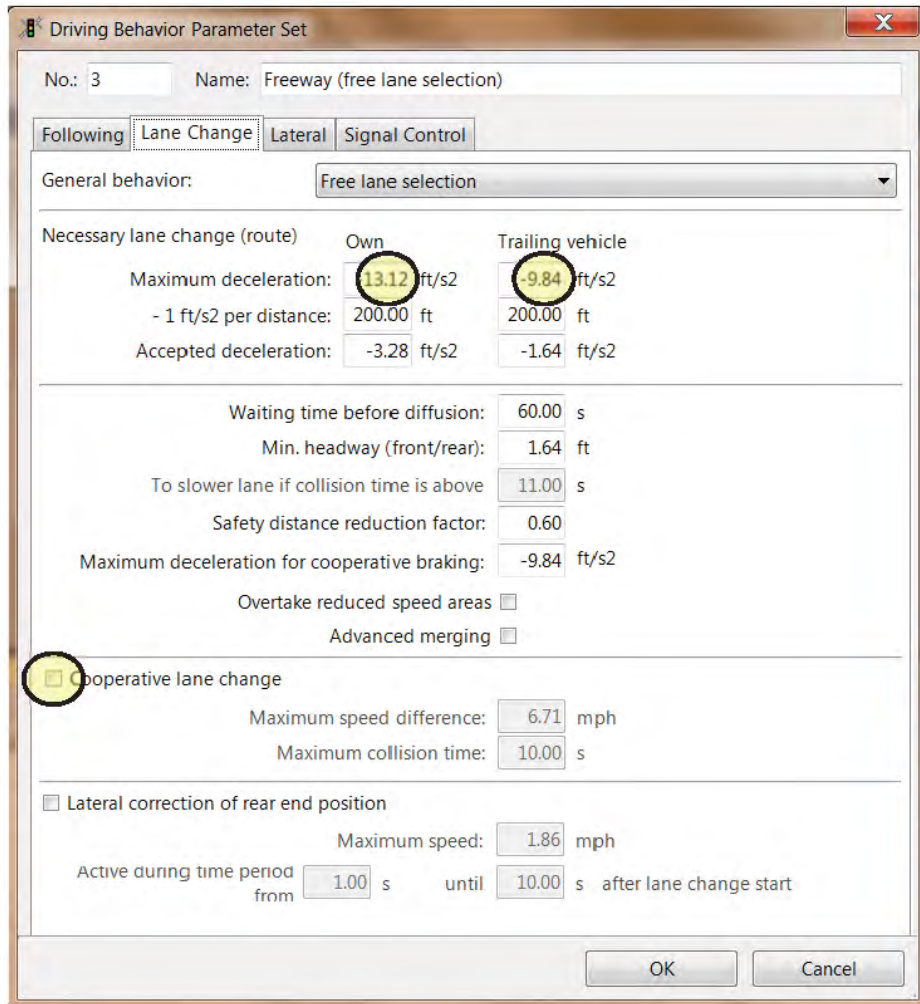 Driving Behavior Parameter Set
No.: 3 Name: Freeway (free lane selection)
Following Lane Change Lateral Signal Control
General behavior: Free lane selection
Necessary lane change (route) Own Trailing vehicle
Maximum deceleration: -13.12 ft/s2 -9.84 ft/s2
- 1 ft/s2 per distance: 200.00 ft 200.00 ft
Accepted deceleration: -3.28 ft/s2 -1.64 ft/s2
Waiting time before diffusion: 60.00 s
Min. headway (front/rear): 1.64 ft
To slower lane if collision time is above 11.00 s
Safety distance reduction factor: 0.60
Maximum deceleration for cooperative braking: -9.84 ft/s2
Overtake reduced speed areas
Advanced merging
Cooperative lane change
Maximum speed difference: 6.71 mph
Maximum collision time: 10.00 s
Lateral correction of rear end position
Maximum speed: 1.86 mph
Active during time period
from 1.00 s until 10.00 s after lane change start
OK Cancel